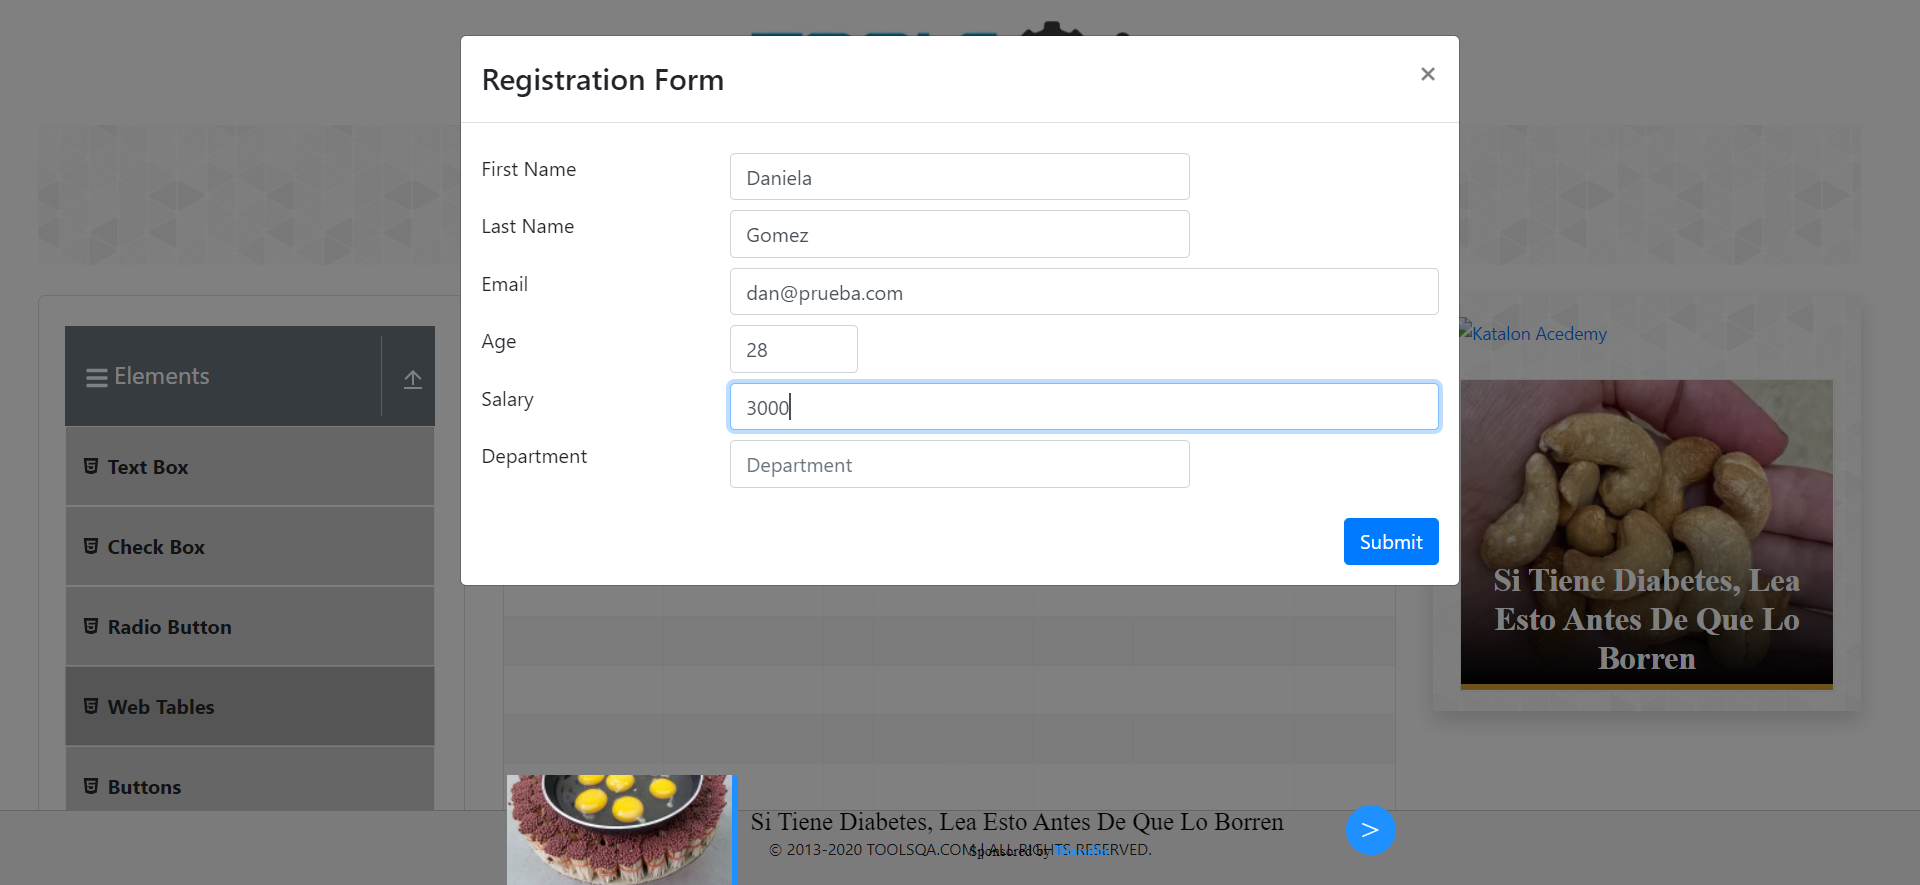 Registration Form
×
First Name
Daniela
Last Name
Gomez
Email
dan@prueba.com
Age
28
Salary
3000
Department
Department
Submit
Elements
Text Box
Check Box
Radio Button
Web Tables
Buttons
Katalon Acedemy
Si Tiene Diabetes, Lea
Esto Antes De Que Lo
Borren
Si Tiene Diabetes, Lea Esto Antes De Que Lo Borren
>
© 2013-2020 TOOLSQA.COM | ALL RIGHTS RESERVED.
Sponsored by